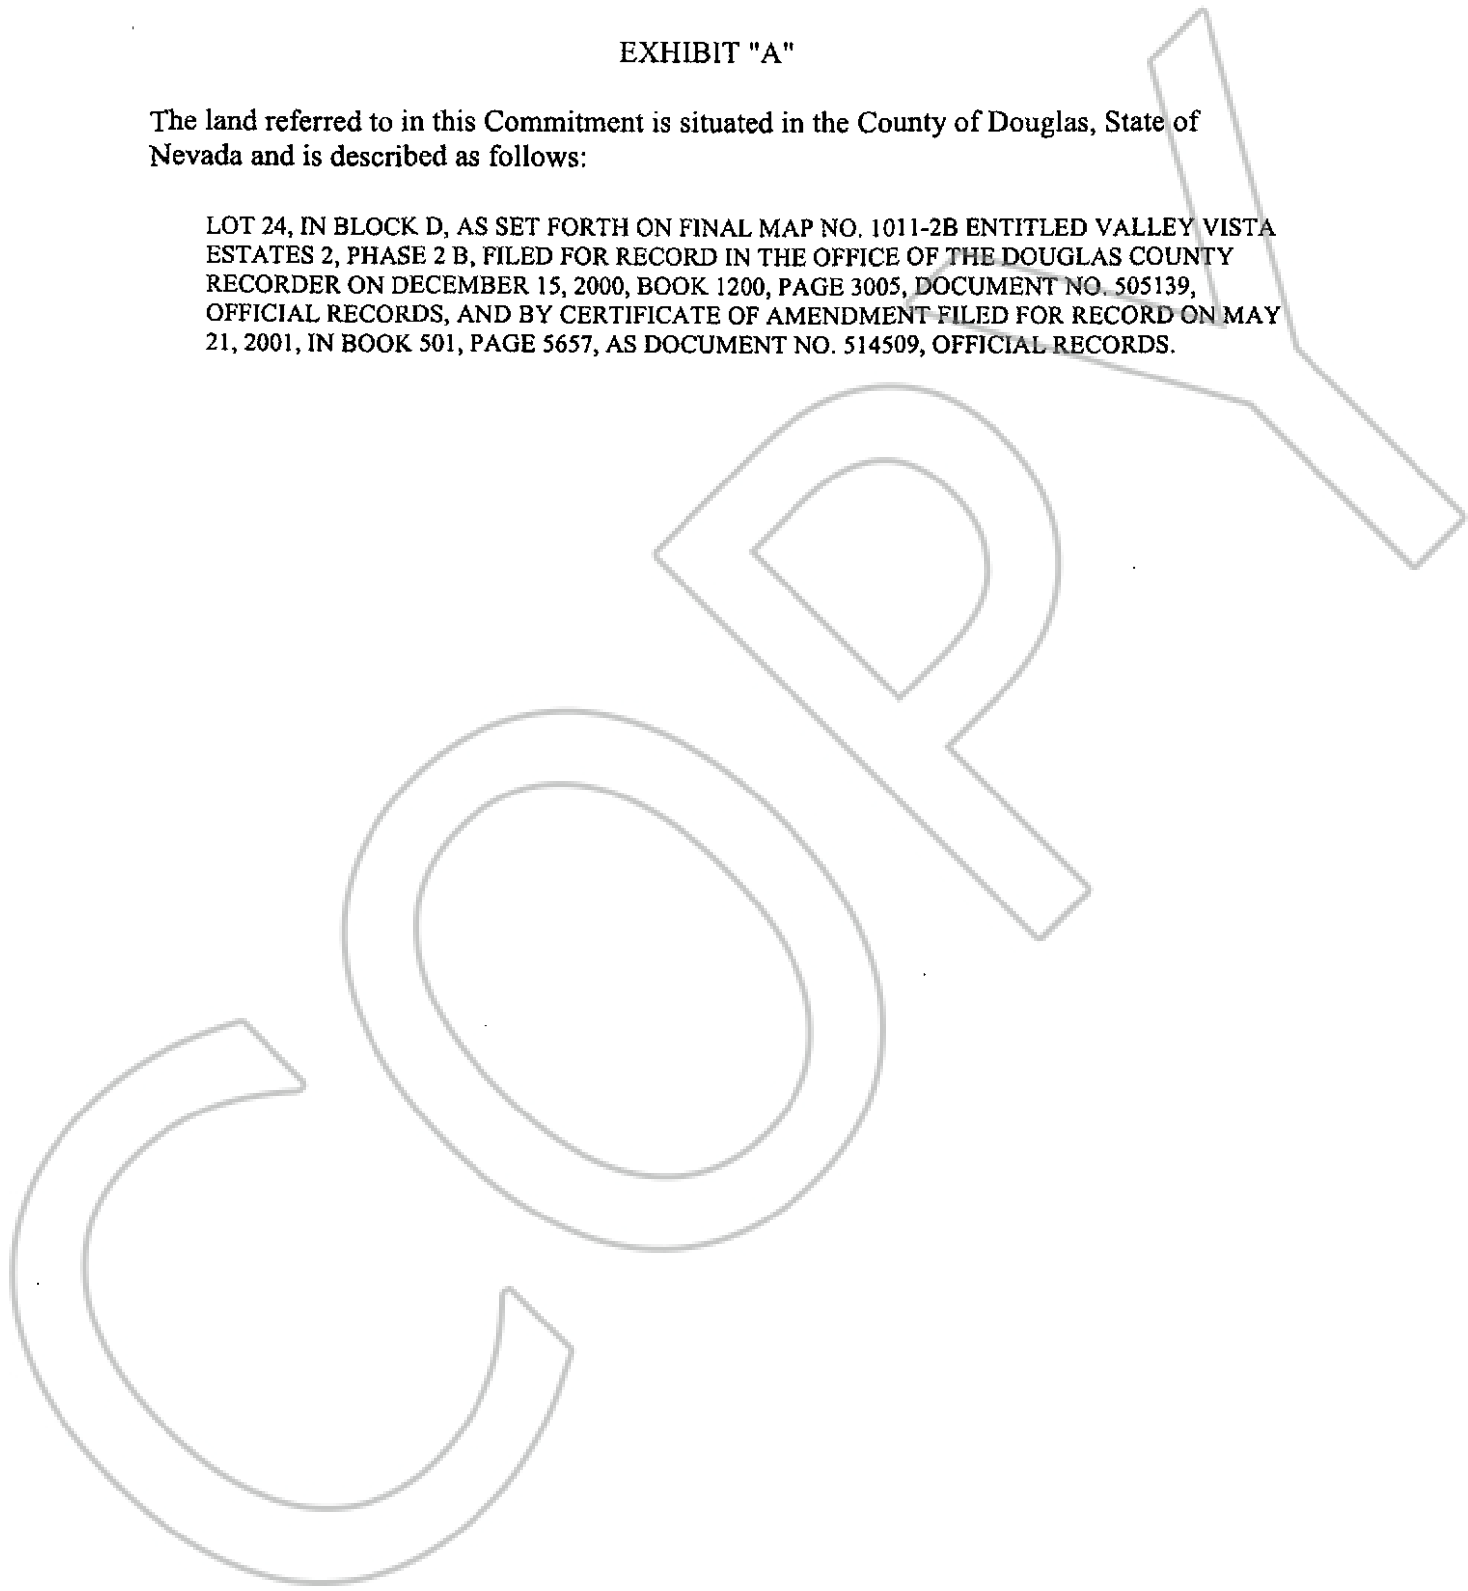 EXHIBIT "A"
The land referred to in this Commitment is situated in the County of Douglas, State of
Nevada and is described as follows:
LOT 24, IN BLOCK D, AS SET FORTH ON FINAL MAP NO. 1011-2B ENTITLED VALLEY VISTA
ESTATES 2, PHASE 2 B, FILED FOR RECORD IN THE OFFICE OF THE DOUGLAS COUNTY
RECORDER ON DECEMBER 15, 2000, BOOK 1200, PAGE 3005, DOCUMENT NO. 505139,
OFFICIAL RECORDS, AND BY CERTIFICATE OF AMENDMENT FILED FOR RECORD ON MAY
21, 2001, IN BOOK 501, PAGE 5657, AS DOCUMENT NO. 514509, OFFICIAL RECORDS.
COPY